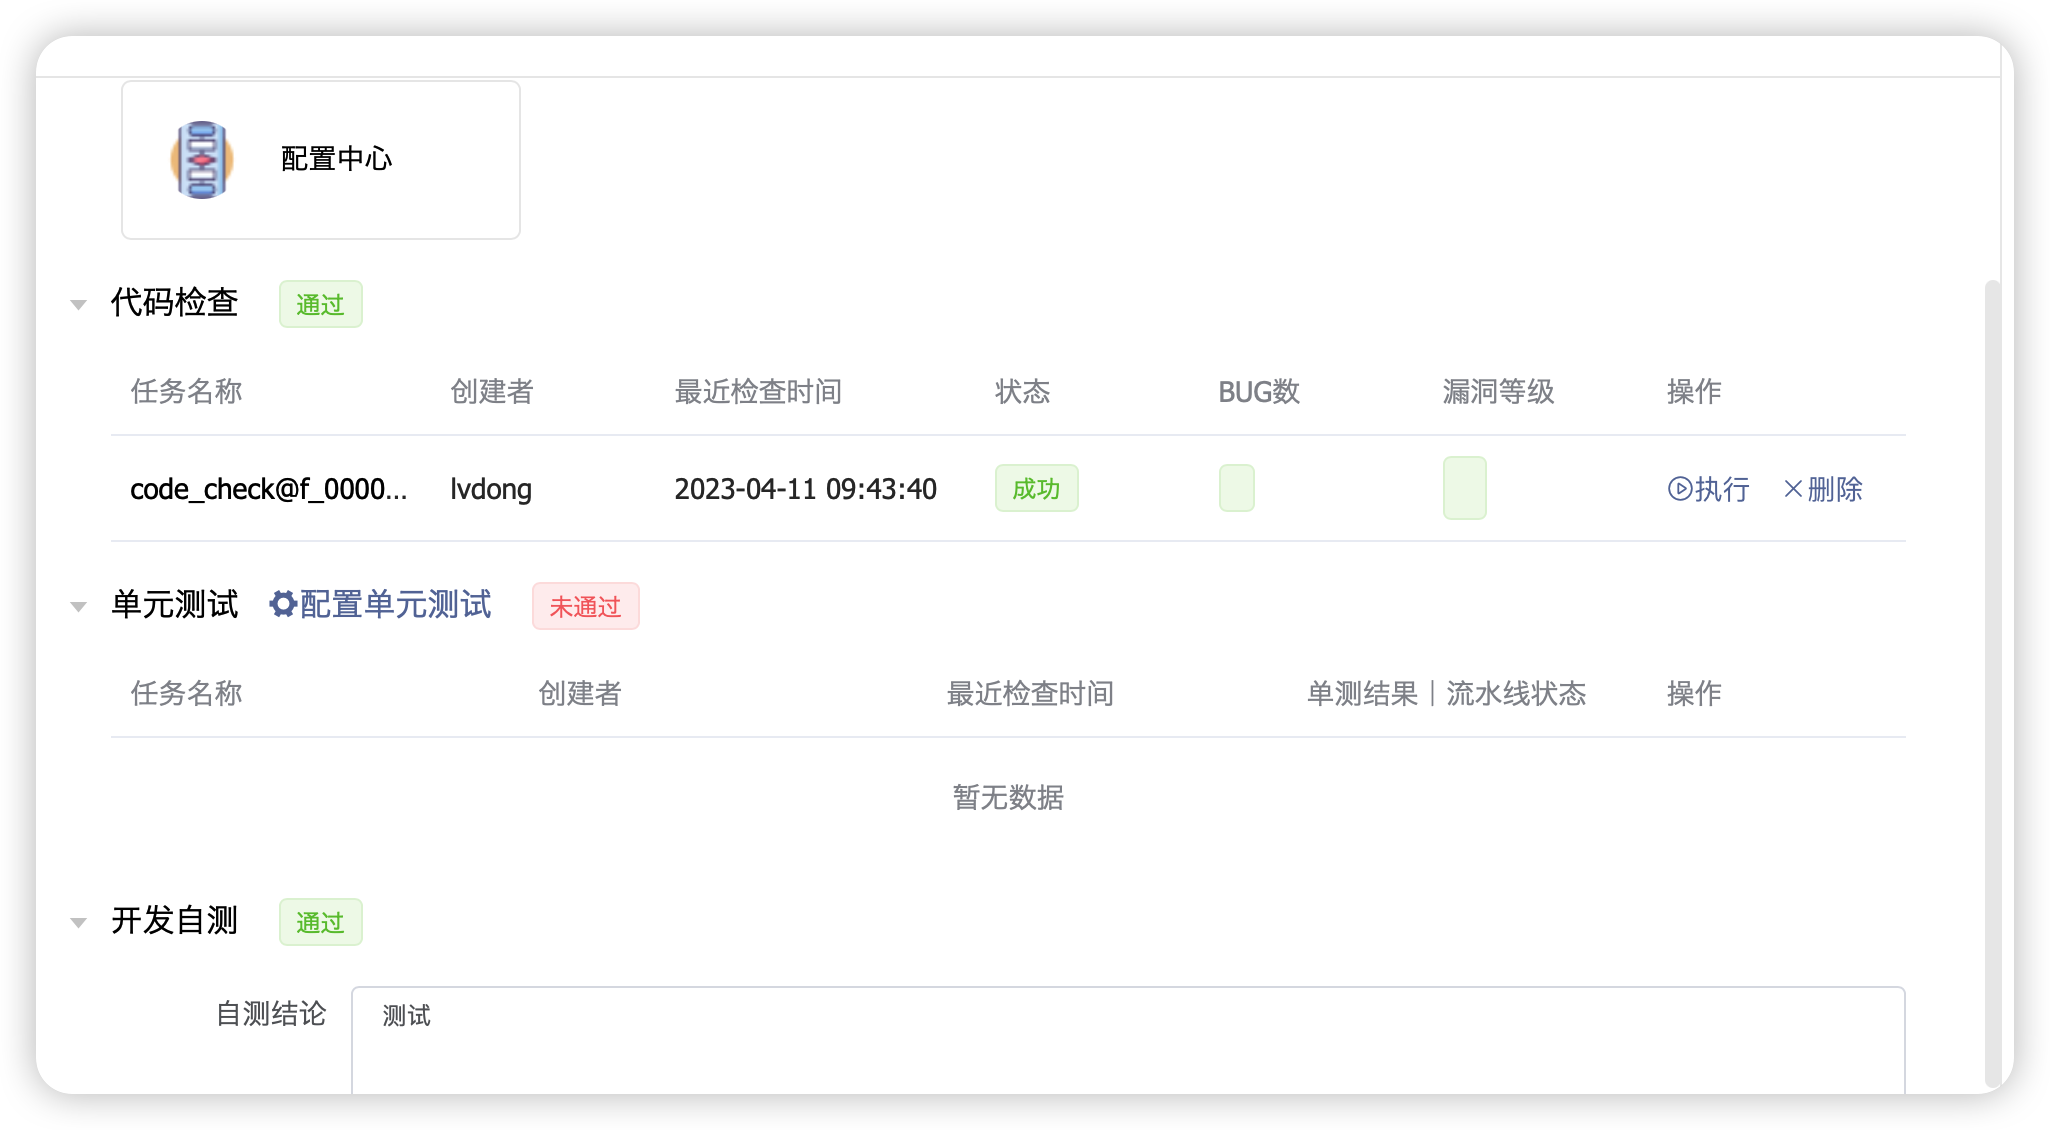 配置中心
代码检查 通过
任务名称 创建者 最近检查时间 状态 BUG数 漏洞等级 操作
code_check@f_0000... lvdong 2023-04-11 09:43:40 成功 执行 删除
单元测试 配置单元测试 未通过
任务名称 创建者 最近检查时间 单测结果｜流水线状态 操作
暂无数据
开发自测 通过
自测结论 测试